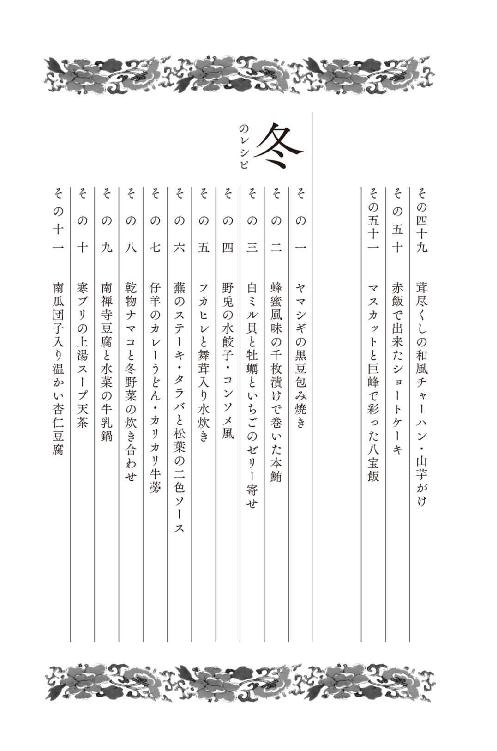 その四十九 茸尽くしの和風チャーハン・山芋がけ
その五十 赤飯で出来たショートケーキ
その五十一 マスカットと巨峰で彩った八宝飯
冬のレシピ
その一 ヤマシギの黒豆包み焼き
その二 蜂蜜風味の千枚漬けで巻いた本鮪
その三 白ミル貝と牡蠣といちごのゼリー寄せ
その四 野兎の水餃子・コンソメ風
その五 フカヒレと舞茸入り水炊き
その六 蕪のステーキ・タラバと松葉の二色ソース
その七 仔羊のカレーうどん・カリカリ牛蒡
その八 乾物ナマコと冬野菜の炊き合わせ
その九 南禅寺豆腐と水菜の牛乳鍋
その十 寒ブリの上湯スープ天茶
その十一 南瓜団子入り温かい杏仁豆腐